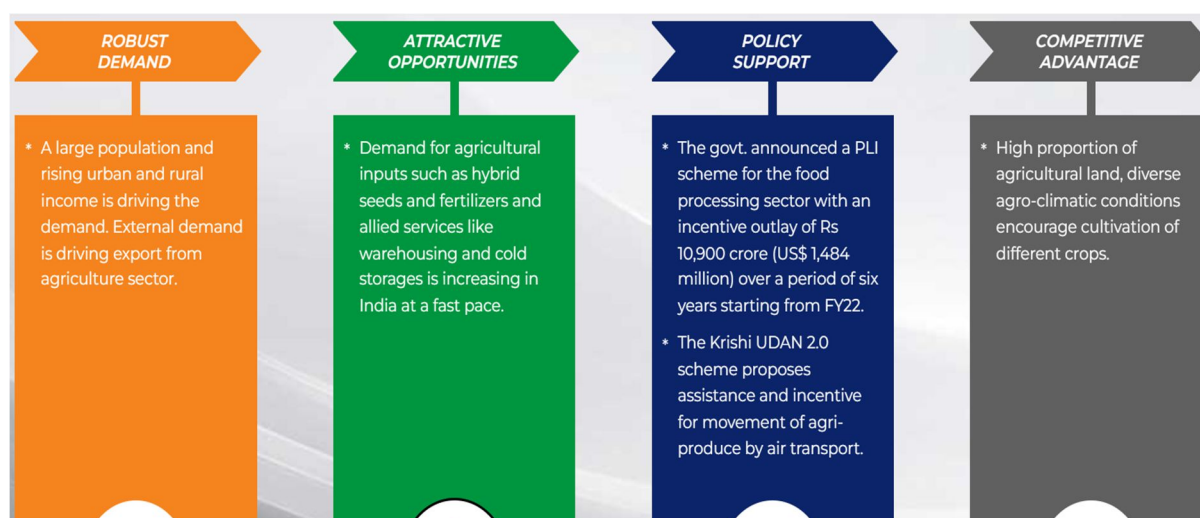 ROBUST
DEMAND
* A large population and
rising urban and rural
income is driving the
demand. External demand
is driving export from
agriculture sector.
ATTRACTIVE
OPPORTUNITIES
* Demand for agricultural
inputs such as hybrid
seeds and fertilizers and
allied services like
warehousing and cold
storages is increasing in
India at a fast pace.
POLICY
SUPPORT
* The govt. announced a PLI
scheme for the food
processing sector with an
incentive outlay of Rs
10,900 crore (US$ 1,484
million) over a period of six
years starting from FY22.
* The Krishi UDAN 2.0
scheme proposes
assistance and incentive
for movement of agri-
produce by air transport.
COMPETITIVE
ADVANTAGE
* High proportion of
agricultural land, diverse
agro-climatic conditions
encourage cultivation of
different crops.